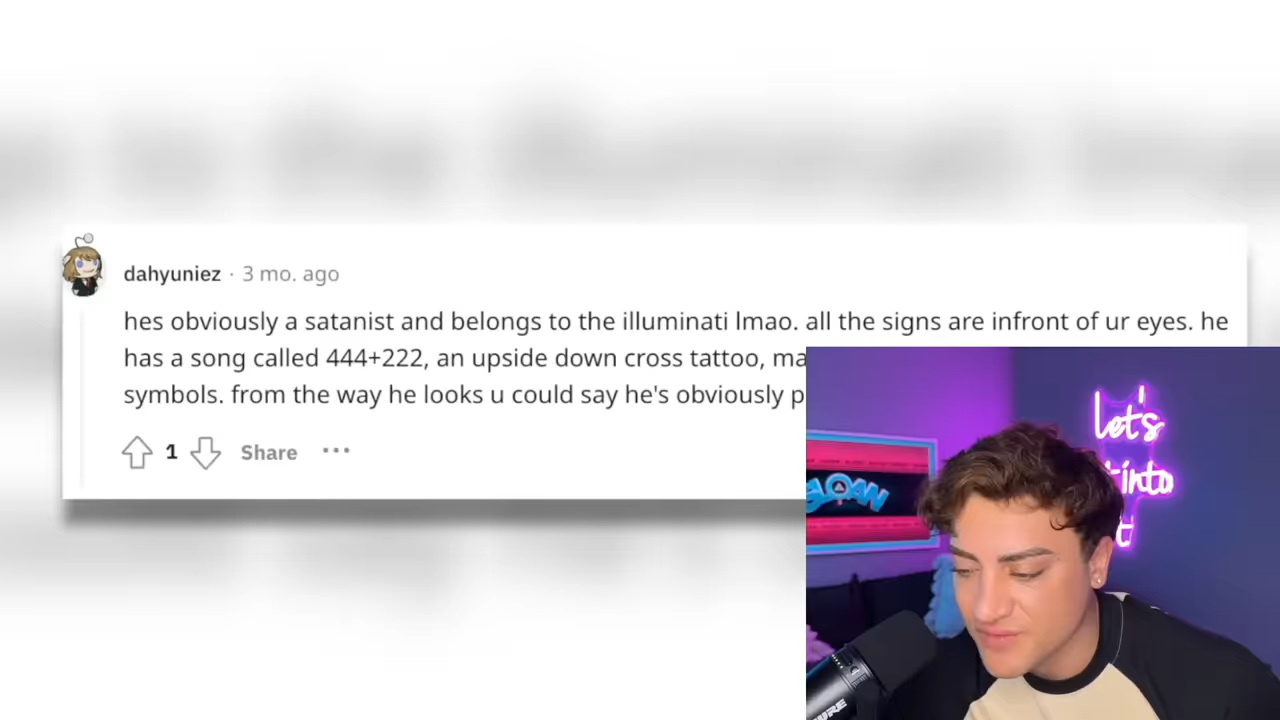 dahyuniez · 3 mo. ago
hes obviously a satanist and belongs to the illuminati lmao. all the signs are infront of ur eyes. he
has a song called 444+222, an upside down cross tattoo,
symbols. from the way he looks u could say he's obviously
1
Share
let's
into